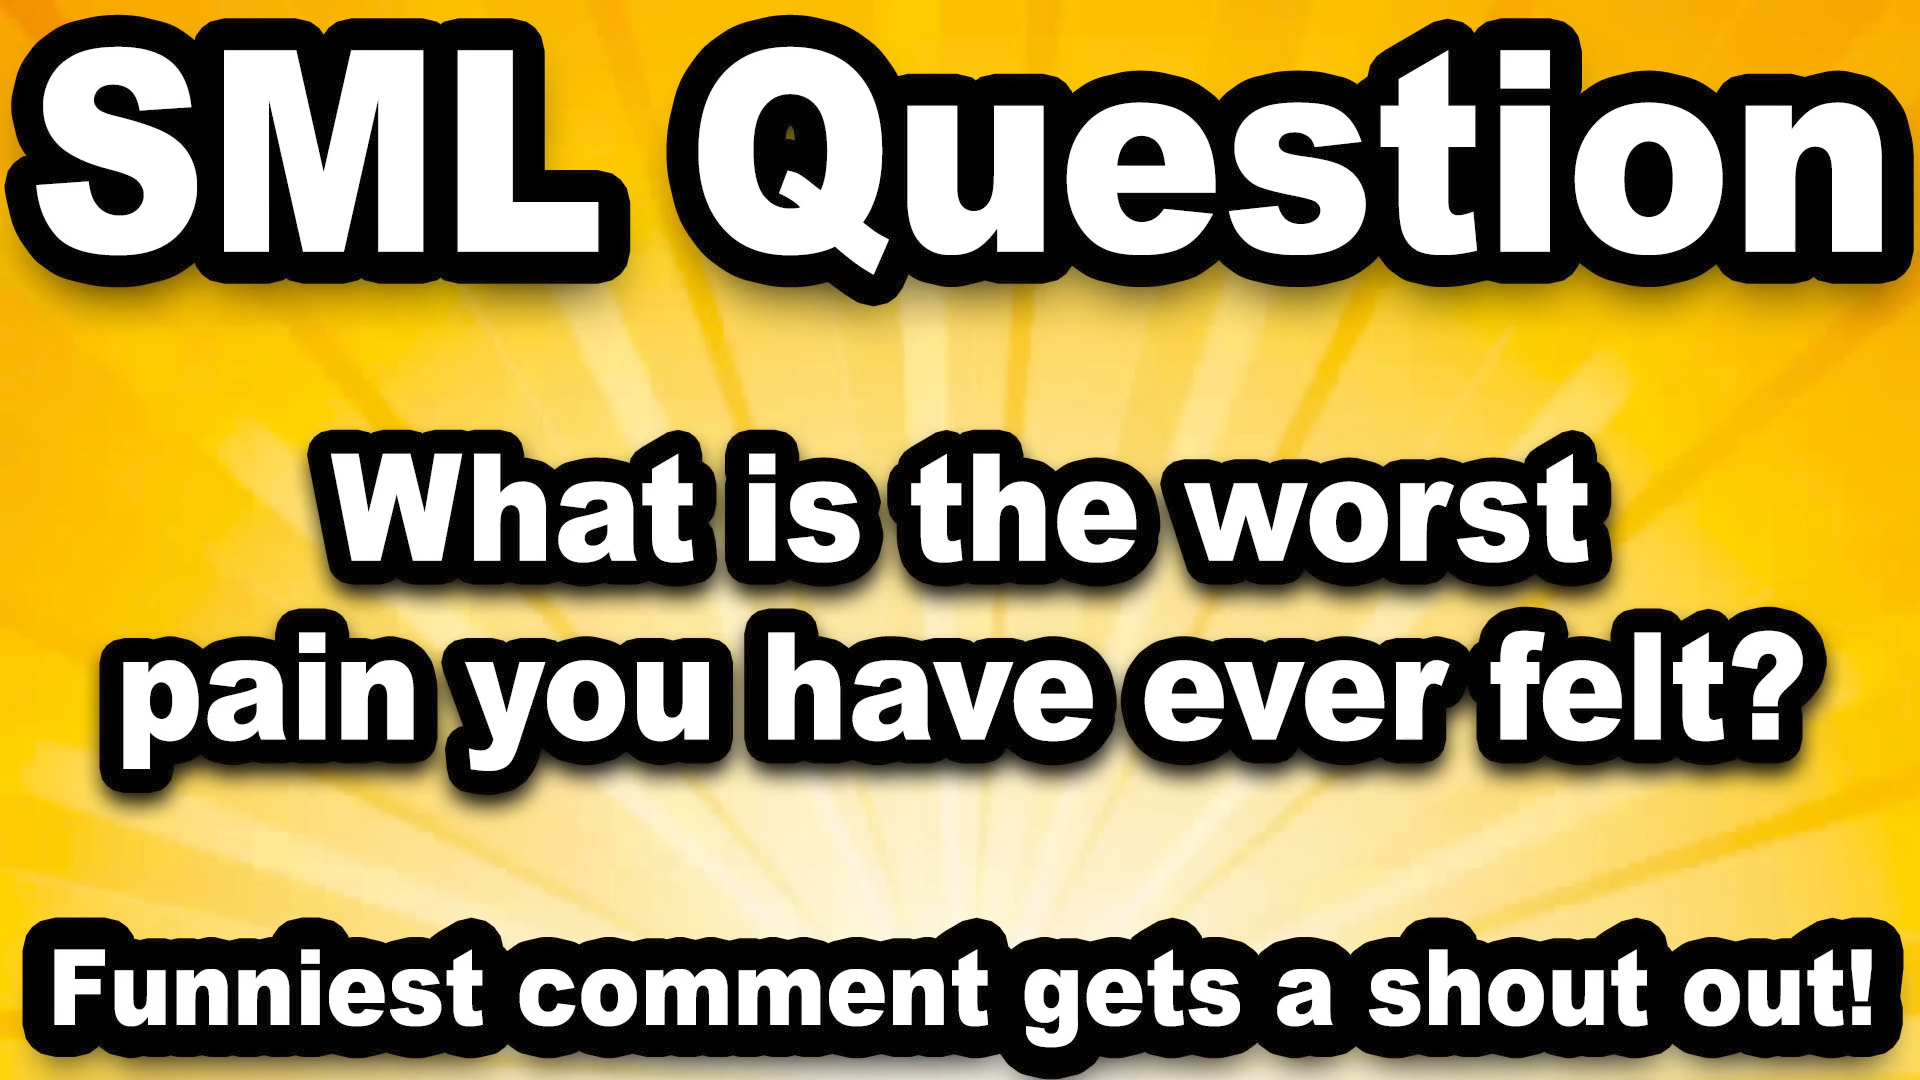 SML Question
What is the worst
pain you have ever felt?
Funniest comment gets a shout out!